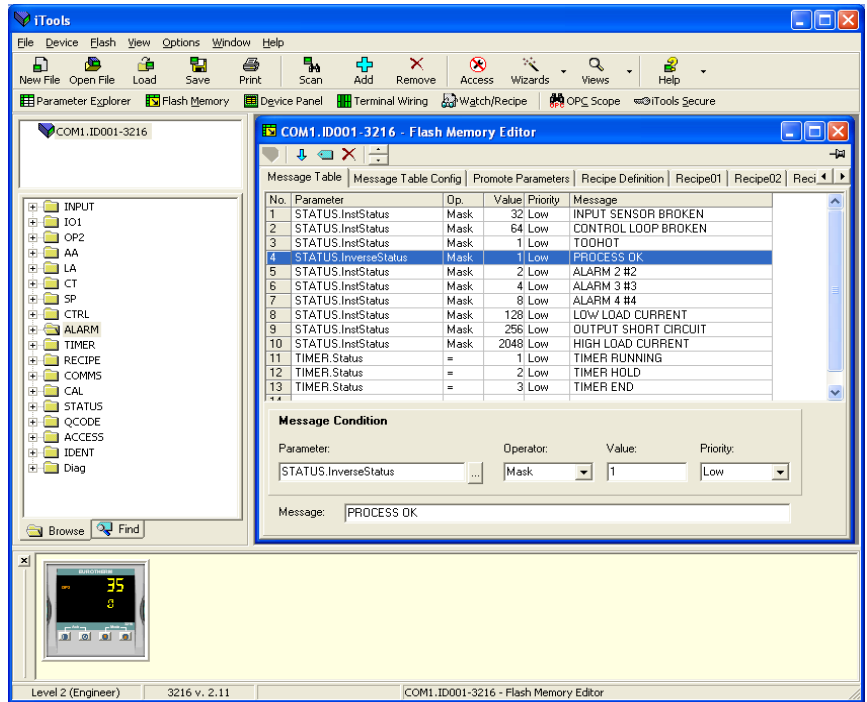 iTools
File Device Flash View Options Window Help
New File Open File Load Save Print Scan Add Remove Access Wizards Views Help
Parameter Explorer Flash Memory Device Panel Terminal Wiring Watch/Recipe OPC Scope iTools Secure
COM1.ID001-3216
INPUT
IO1
OP2
AA
LA
CT
SP
CTRL
ALARM
TIMER
RECIPE
COMMS
CAL
STATUS
QCODE
ACCESS
IDENT
Diag
Browse Find
COM1.ID001-3216 - Flash Memory Editor
Message Table Message Table Config Promote Parameters Recipe Definition Recipe01 Recipe02 Reci
No. Parameter Op. Value Priority Message
1 STATUS.InstStatus Mask 32 Low INPUT SENSOR BROKEN
2 STATUS.InstStatus Mask 64 Low CONTROL LOOP BROKEN
3 STATUS.InstStatus Mask 1 Low TOOHOT
4 STATUS.InverseStatus Mask 1 Low PROCESS OK
5 STATUS.InstStatus Mask 2 Low ALARM 2 #2
6 STATUS.InstStatus Mask 4 Low ALARM 3 #3
7 STATUS.InstStatus Mask 8 Low ALARM 4 #4
8 STATUS.InstStatus Mask 128 Low LOW LOAD CURRENT
9 STATUS.InstStatus Mask 256 Low OUTPUT SHORT CIRCUIT
10 STATUS.InstStatus Mask 2048 Low HIGH LOAD CURRENT
11 TIMER.Status = 1 Low TIMER RUNNING
12 TIMER.Status = 2 Low TIMER HOLD
13 TIMER.Status = 3 Low TIMER END
14
Message Condition
Parameter: Operator: Value: Priority:
STATUS.InverseStatus ... Mask 1 Low
Message: PROCESS OK
EUROTHERM
OP2 35
0
Level 2 (Engineer) 3216 v. 2.11 COM1.ID001-3216 - Flash Memory Editor